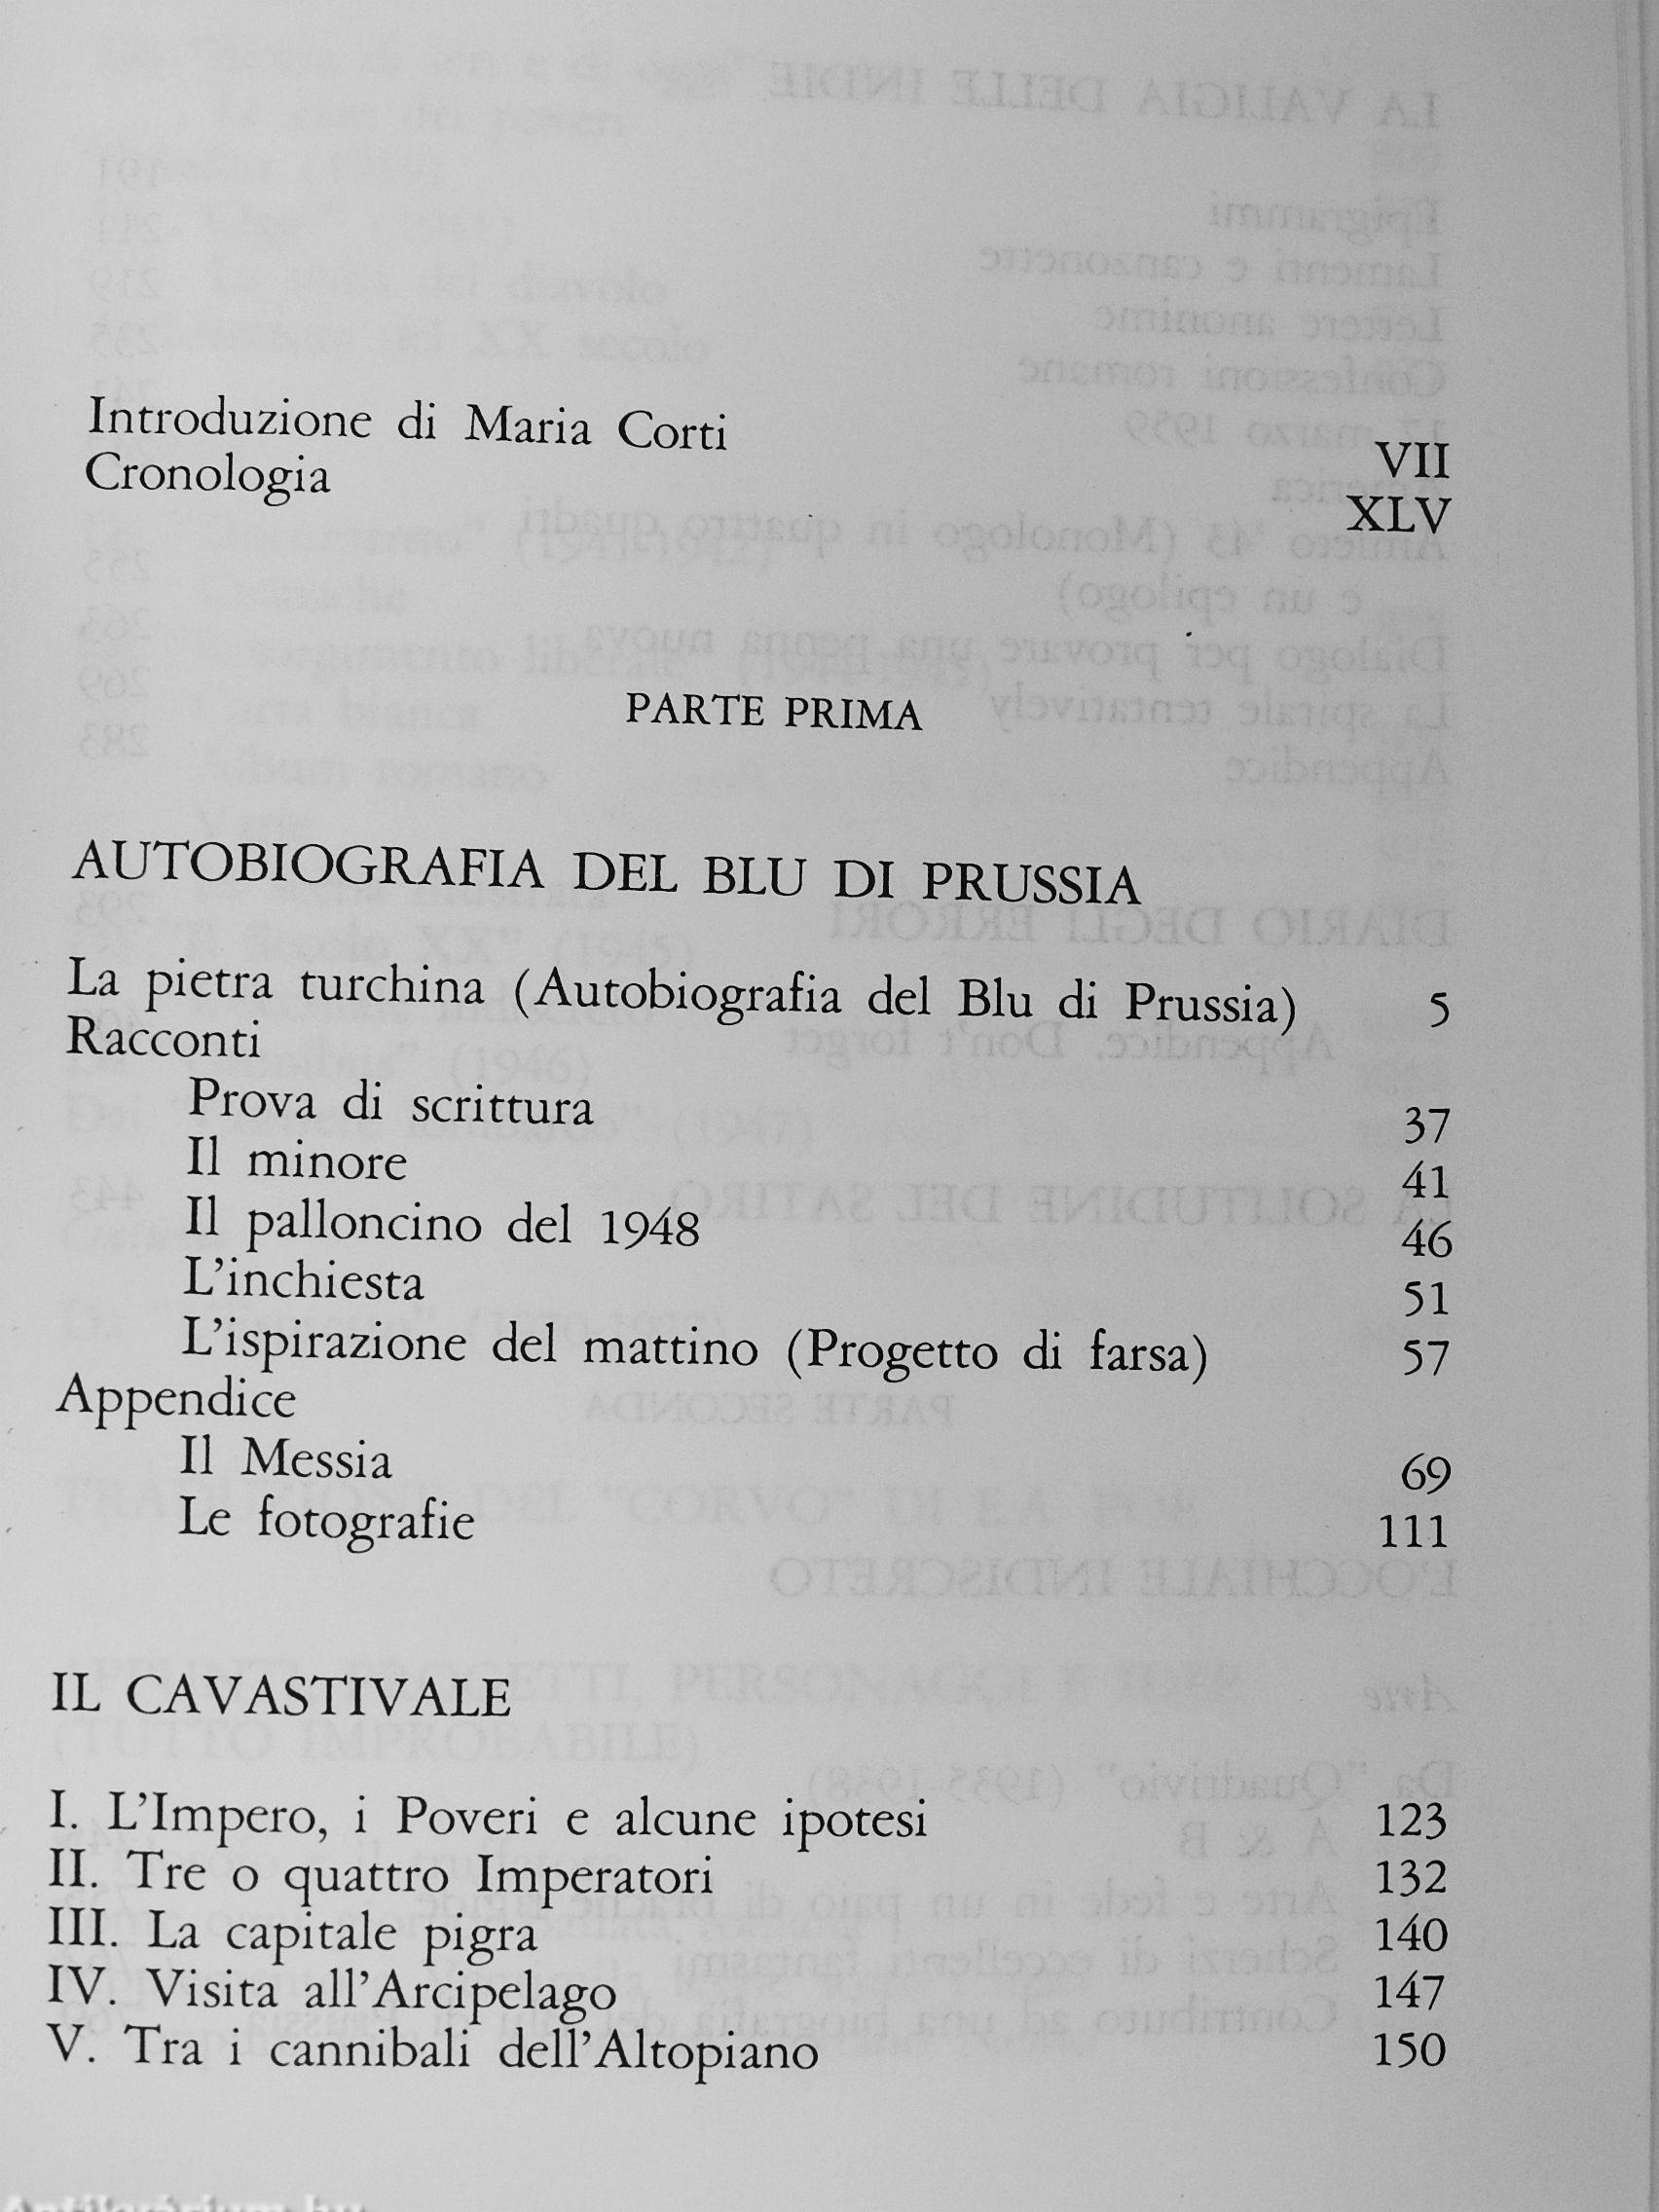 Introduzione di Maria Corti VII
Cronologia XLV
PARTE PRIMA
AUTOBIOGRAFIA DEL BLU DI PRUSSIA
La pietra turchina (Autobiografia del Blu di Prussia) 5
Racconti
Prova di scrittura 37
Il minore 41
Il palloncino del 1948 46
L'inchiesta 51
L'ispirazione del mattino (Progetto di farsa) 57
Appendice
Il Messia 69
Le fotografie 111
IL CAVASTIVALE
I. L'Impero, i Poveri e alcune ipotesi 123
II. Tre o quattro Imperatori 132
III. La capitale pigra 140
IV. Visita all'Arcipelago 147
V. Tra i cannibali dell'Altopiano 150